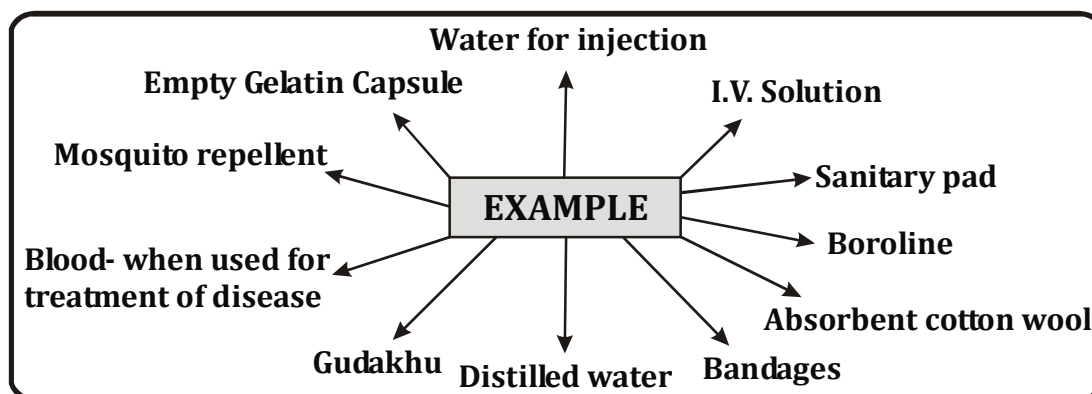 Water for injection
Empty Gelatin Capsule
I.V. Solution
Mosquito repellent
Sanitary pad
EXAMPLE
Boroline
Blood- when used for
treatment of disease
Absorbent cotton wool
Gudakhu
Distilled water
Bandages